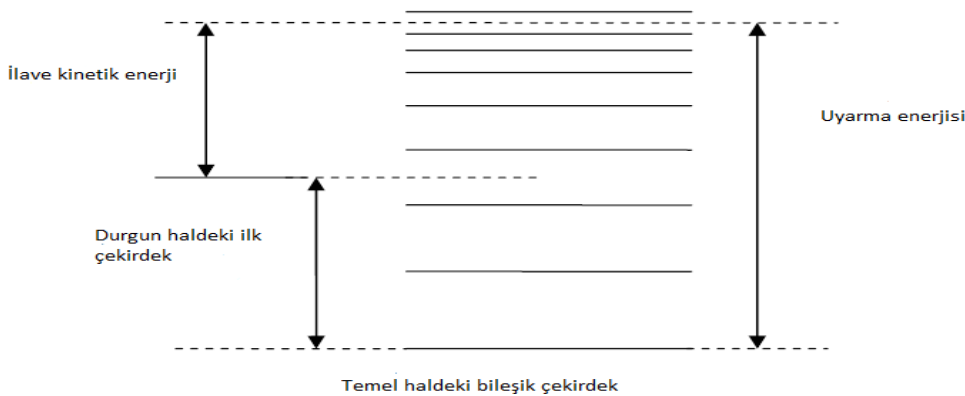 İlave kinetik enerji
Uyarma enerjisi
Durgun haldeki ilk
çekirdek
Temel haldeki bileşik çekirdek